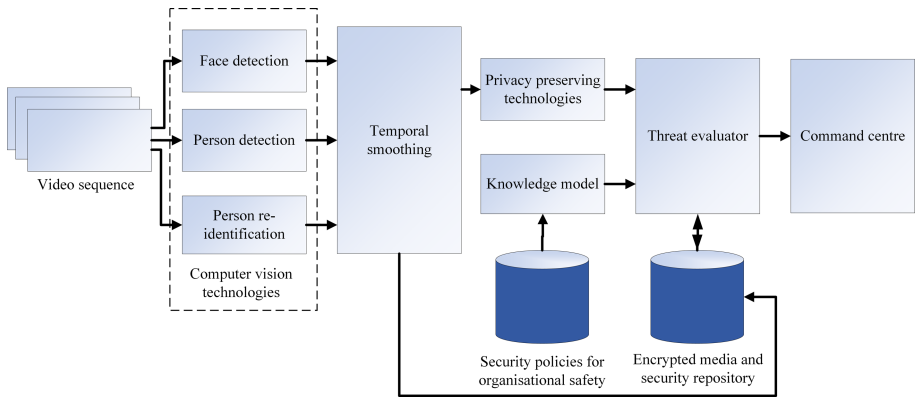 Video sequence
Face detection
Person detection
Person re-
identification
Computer vision
technologies
Temporal
smoothing
Privacy preserving
technologies
Knowledge model
Security policies for
organisational safety
Threat evaluator
Encrypted media and
security repository
Command centre